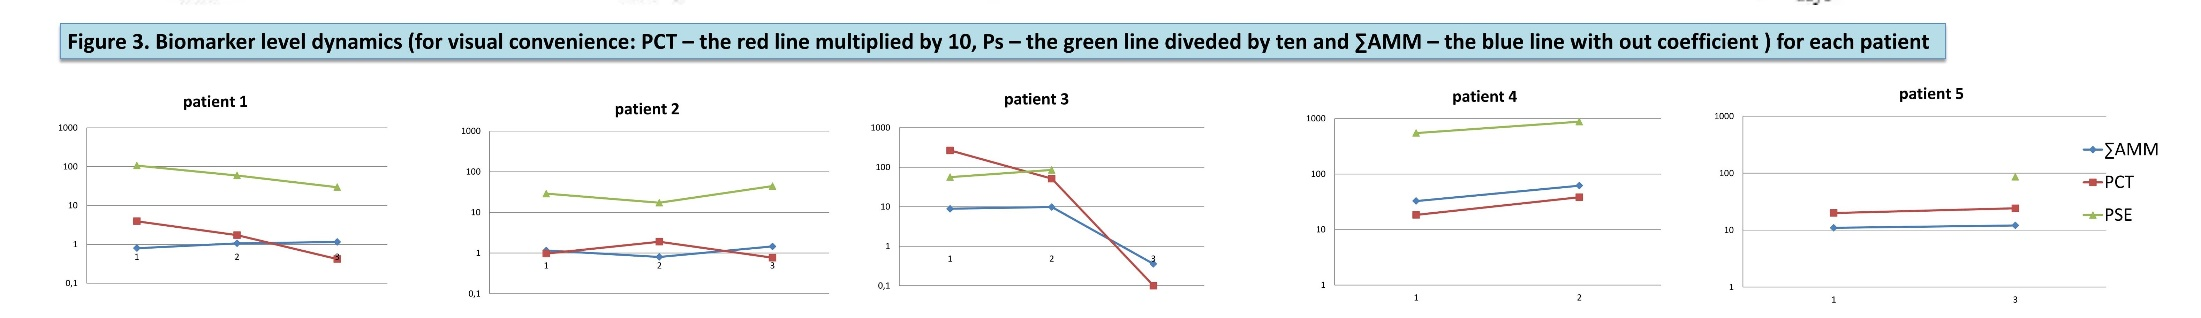 Figure 3. Biomarker level dynamics (for visual convenience: PCT – the red line multiplied by 10, Ps – the green line diveded by ten and ∑AMM – the blue line with out coefficient ) for each patient
patient 1
1000
100
10
1
0,1
1 2 3
patient 2
1000
100
10
1
0,1
1 2 3
patient 3
1000
100
10
1
0,1
1 2 3
patient 4
1000
100
10
1
1 2
patient 5
1000
100
10
1
1 3
∑AMM
PCT
PSE